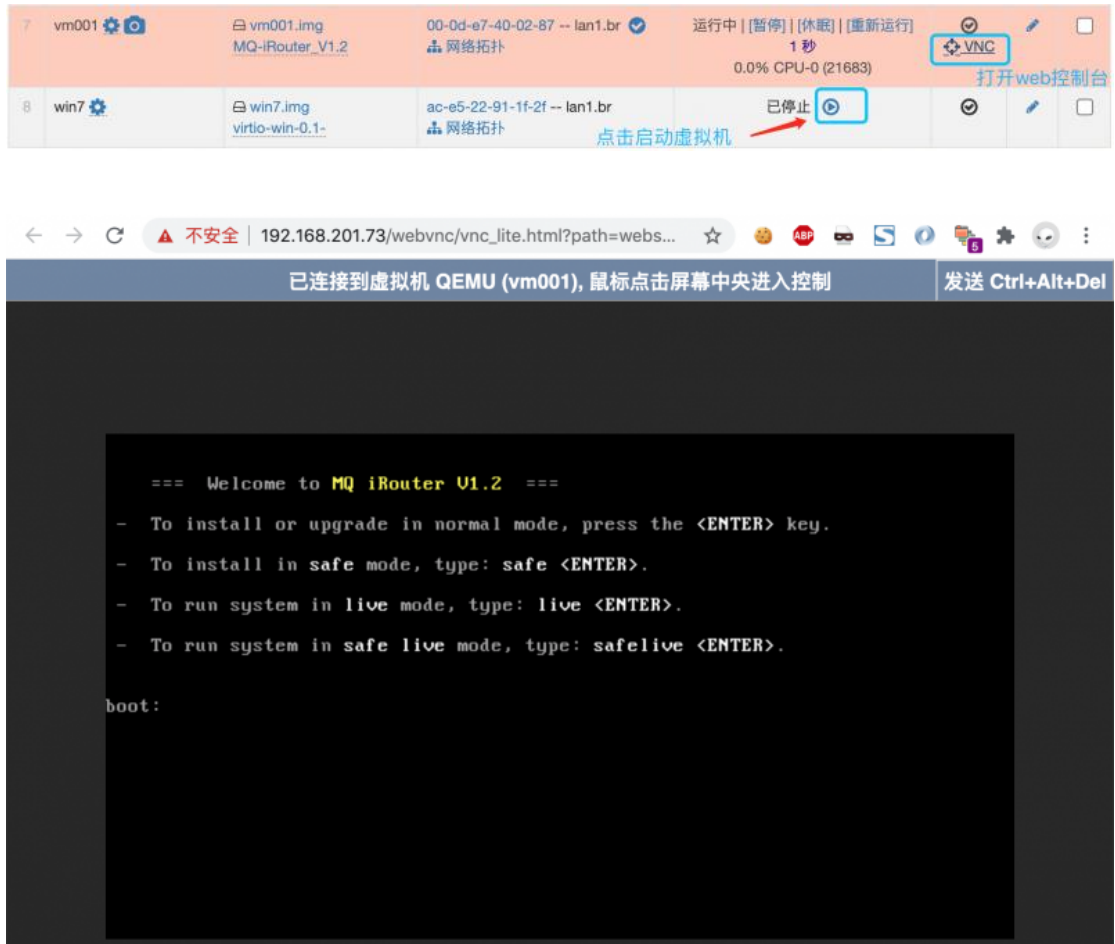 7 vm001 vm001.img 00-0d-e7-40-02-87 -- lan1.br 运行中 | [暂停] | [休眠] | [重新运行]
MQ-iRouter_V1.2 网络拓扑 1 秒 VNC
0.0% CPU-0 (21683)
打开web控制台
8 win7 win7.img ac-e5-22-91-1f-2f -- lan1.br 已停止
virtio-win-0.1- 网络拓扑
点击启动虚拟机
不安全 | 192.168.201.73/webvnc/vnc_lite.html?path=webs... ABP S 5
已连接到虚拟机 QEMU (vm001), 鼠标点击屏幕中央进入控制 发送 Ctrl+Alt+Del
=== Welcome to MQ iRouter V1.2 ===
- To install or upgrade in normal mode, press the <ENTER> key.
- To install in safe mode, type: safe <ENTER>.
- To run system in live mode, type: live <ENTER>.
- To run system in safe live mode, type: safelive <ENTER>.
boot: